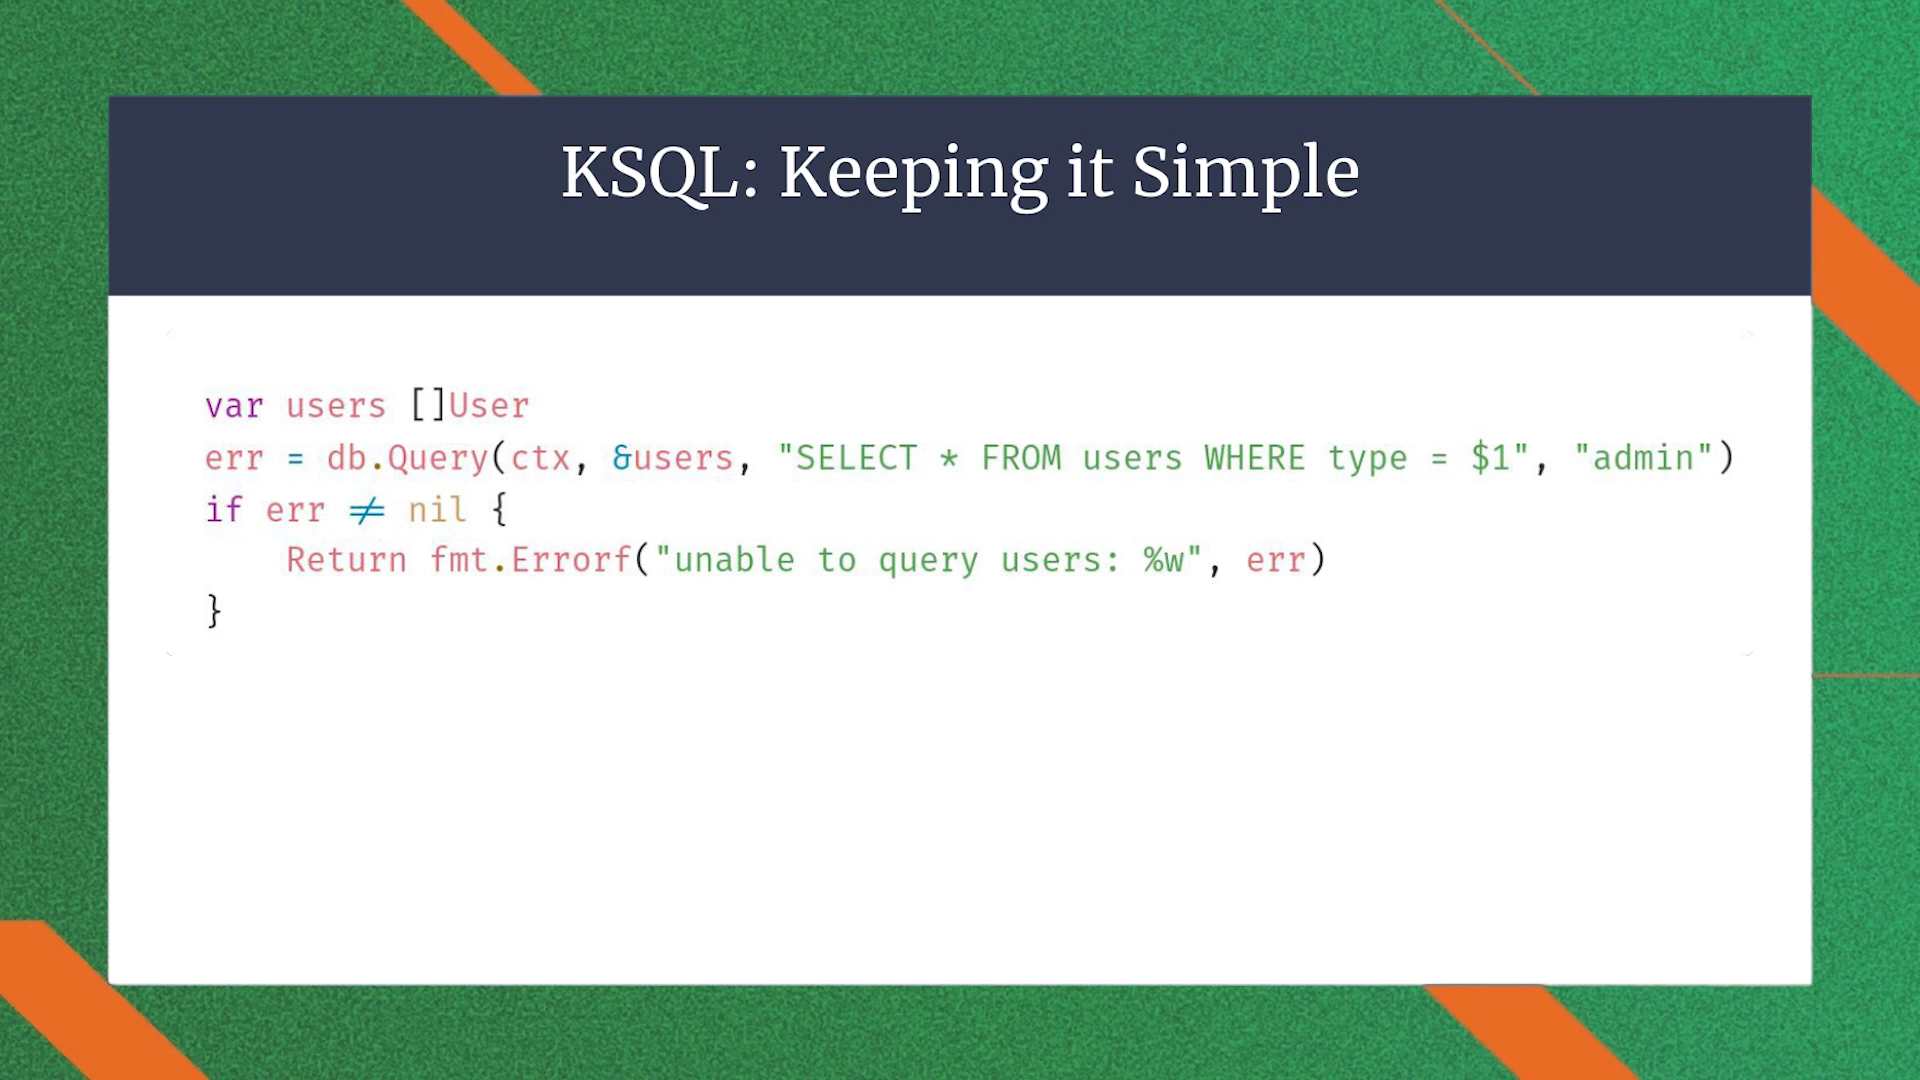 KSQL: Keeping it Simple
var users []User
err = db.Query(ctx, &users, "SELECT * FROM users WHERE type = $1", "admin")
if err ≠ nil {
    Return fmt.Errorf("unable to query users: %w", err)
}